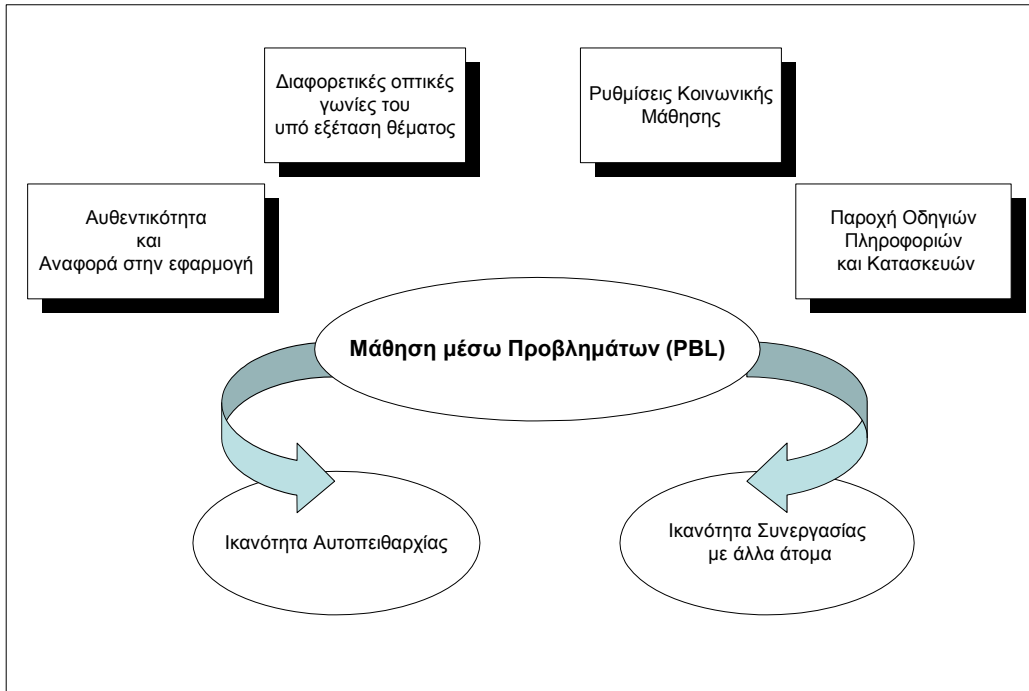 Διαφορετικές οπτικές
γωνίες του
υπό εξέταση θέματος
Ρυθμίσεις Κοινωνικής
Μάθησης
Αυθεντικότητα
και
Αναφορά στην εφαρμογή
Παροχή Οδηγιών
Πληροφοριών
και Κατασκευών
Μάθηση μέσω Προβλημάτων (PBL)
Ικανότητα Αυτοπειθαρχίας
Ικανότητα Συνεργασίας
με άλλα άτομα